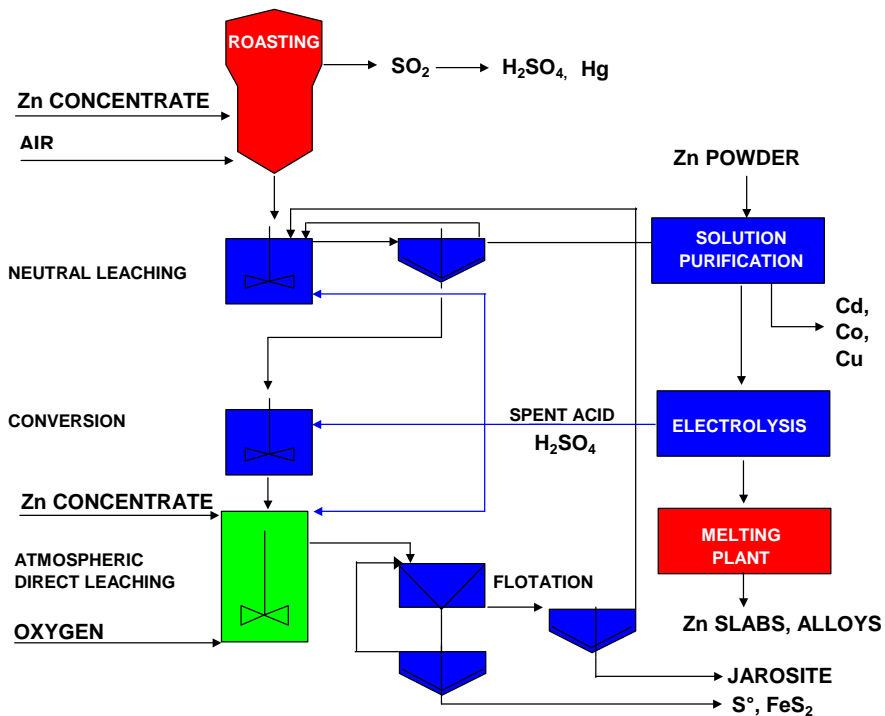 ROASTING
SO₂
H₂SO₄, Hg
Zn CONCENTRATE
AIR
Zn POWDER
SOLUTION
PURIFICATION
NEUTRAL LEACHING
Cd,
Co,
Cu
CONVERSION
SPENT ACID
H₂SO₄
ELECTROLYSIS
Zn CONCENTRATE
MELTING
PLANT
ATMOSPHERIC
DIRECT LEACHING
FLOTATION
OXYGEN
Zn SLABS, ALLOYS
JAROSITE
S°, FeS₂